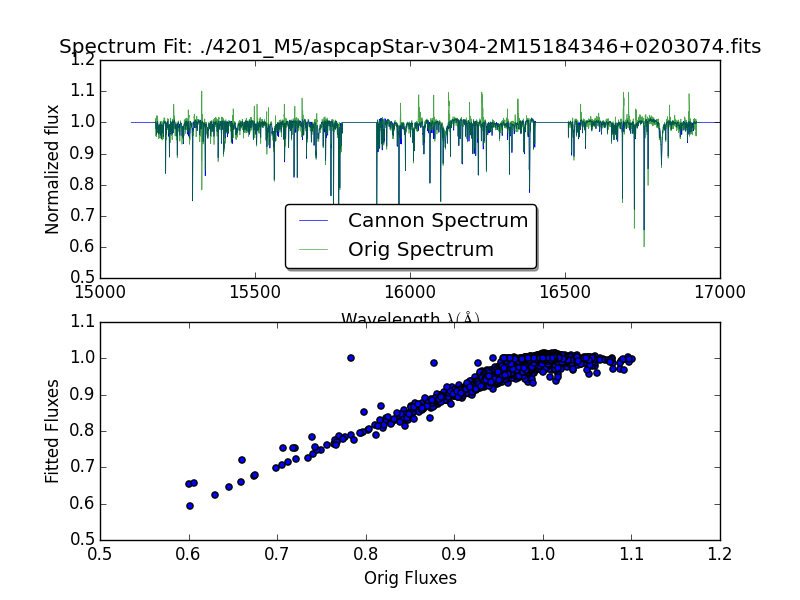 Spectrum Fit: ./4201_M5/aspcapStar-v304-2M15184346+0203074.fits
1.2
1.1
1.0
0.9
0.8
0.7
0.6
0.5
Normalized flux
Cannon Spectrum
Orig Spectrum
15000 15500 16000 16500 17000
Wavelength λ(Å)
1.1
1.0
0.9
0.8
0.7
0.6
0.5
Fitted Fluxes
0.5 0.6 0.7 0.8 0.9 1.0 1.1 1.2
Orig Fluxes